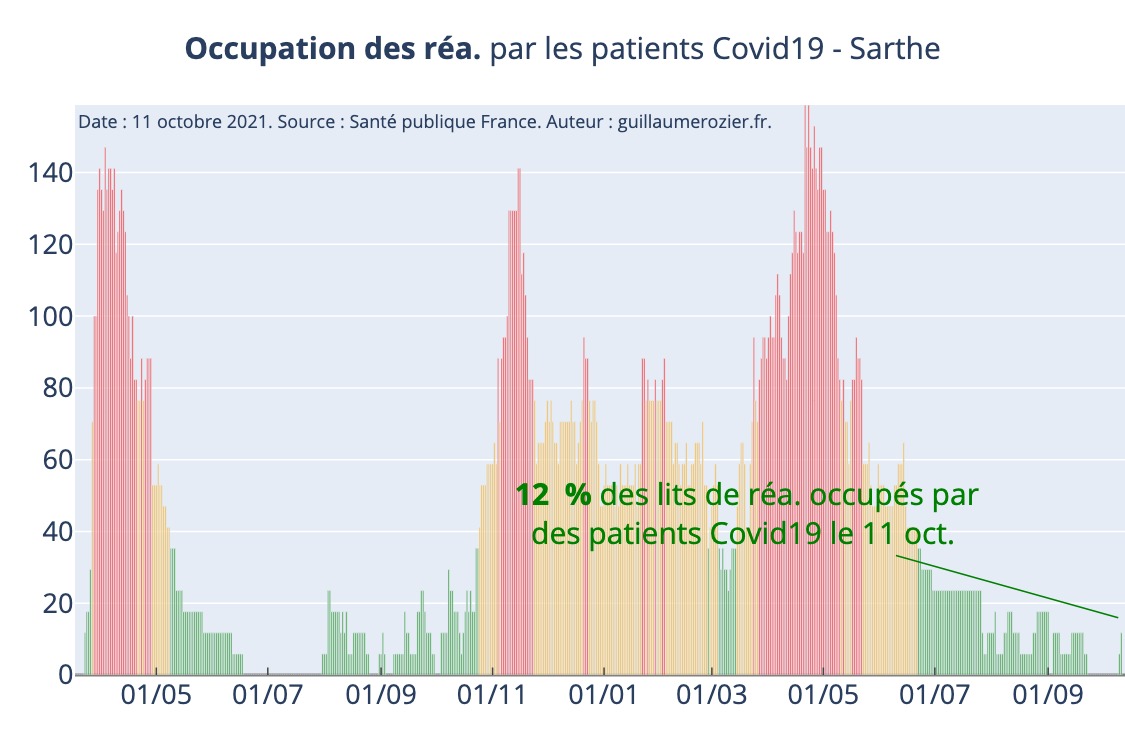 Occupation des réa. par les patients Covid19 - Sarthe
Date : 11 octobre 2021. Source : Santé publique France. Auteur : guillaumerozier.fr.
140
120
100
80
60
12  % des lits de réa. occupés par
des patients Covid19 le 11 oct.
40
20
0
01/05 01/07 01/09 01/11 01/01 01/03 01/05 01/07 01/09